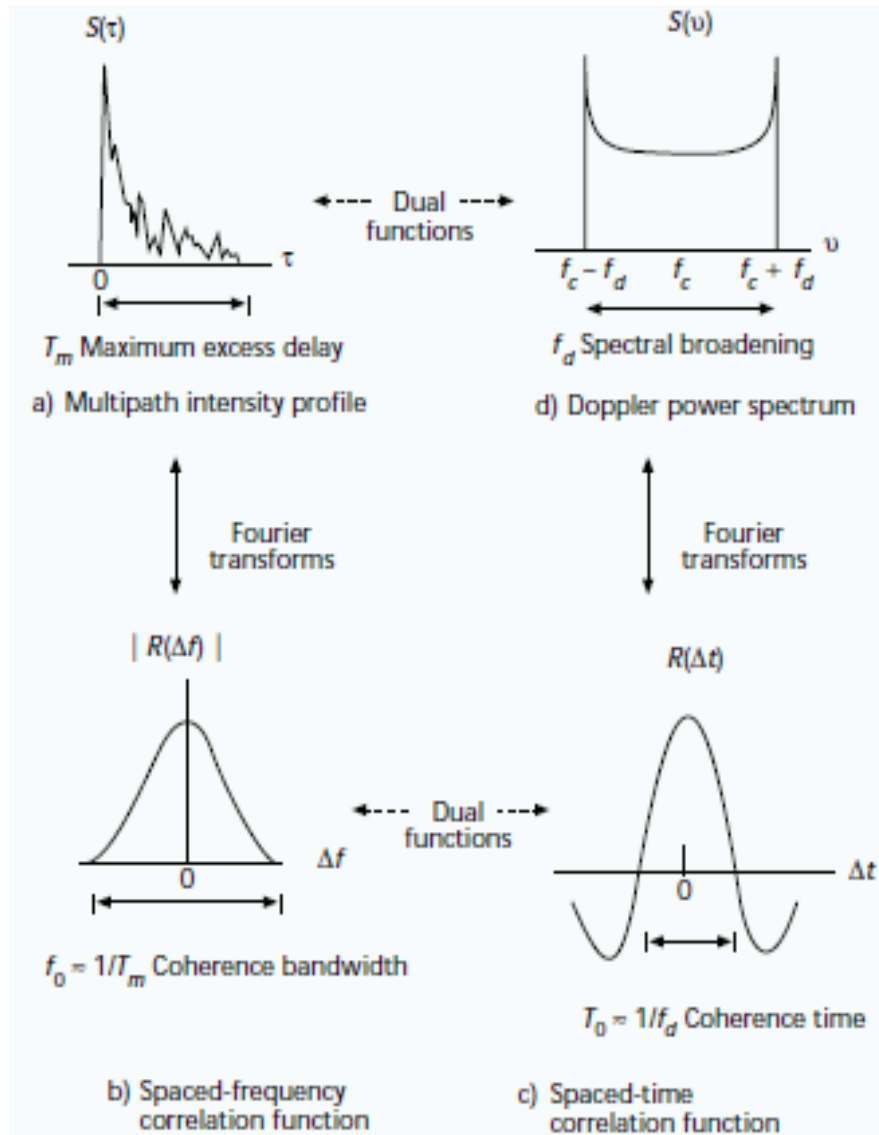 S(τ)
S(υ)
Dual
functions
τ
υ
0
f_c – f_d
f_c
f_c + f_d
T_m Maximum excess delay
f_d Spectral broadening
a) Multipath intensity profile
d) Doppler power spectrum
Fourier
transforms
Fourier
transforms
| R(Δf) |
R(Δt)
Dual
functions
Δf
Δt
0
0
f_0 ≈ 1/T_m Coherence bandwidth
T_0 ≈ 1/f_d Coherence time
b) Spaced-frequency
correlation function
c) Spaced-time
correlation function